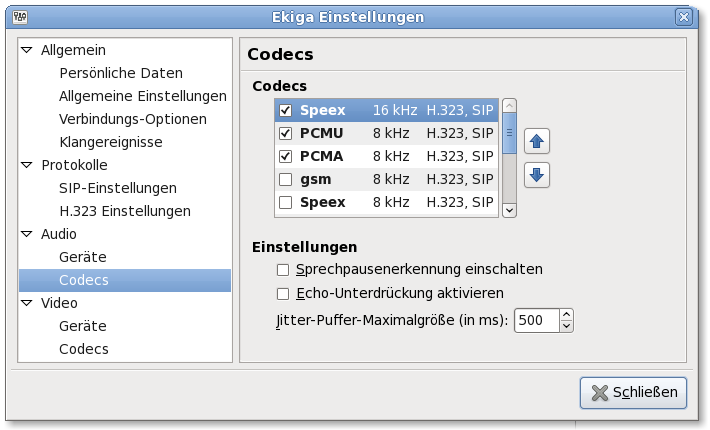 Ekiga Einstellungen
Allgemein
Persönliche Daten
Allgemeine Einstellungen
Verbindungs-Optionen
Klangereignisse
Protokolle
SIP-Einstellungen
H.323 Einstellungen
Audio
Geräte
Codecs
Video
Geräte
Codecs
Codecs
Codecs
Speex 16 kHz H.323, SIP
PCMU 8 kHz H.323, SIP
PCMA 8 kHz H.323, SIP
gsm 8 kHz H.323, SIP
Speex 8 kHz H.323, SIP
Einstellungen
Sprechpausenerkennung einschalten
Echo-Unterdrückung aktivieren
Jitter-Puffer-Maximalgröße (in ms): 500
Schließen